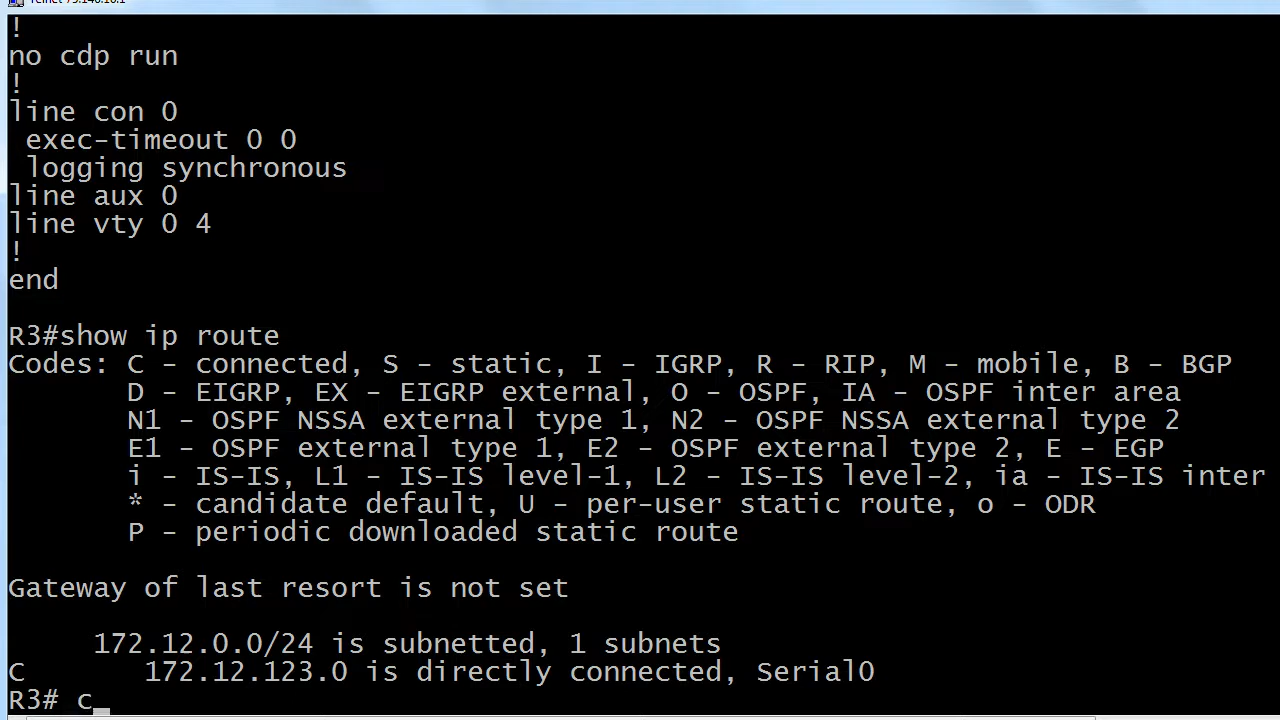 !
no cdp run
!
line con 0
 exec-timeout 0 0
 logging synchronous
line aux 0
line vty 0 4
!
end

R3#show ip route
Codes: C - connected, S - static, I - IGRP, R - RIP, M - mobile, B - BGP
       D - EIGRP, EX - EIGRP external, O - OSPF, IA - OSPF inter area
       N1 - OSPF NSSA external type 1, N2 - OSPF NSSA external type 2
       E1 - OSPF external type 1, E2 - OSPF external type 2, E - EGP
       i - IS-IS, L1 - IS-IS level-1, L2 - IS-IS level-2, ia - IS-IS inter
       * - candidate default, U - per-user static route, o - ODR
       P - periodic downloaded static route

Gateway of last resort is not set

     172.12.0.0/24 is subnetted, 1 subnets
C       172.12.123.0 is directly connected, Serial0
R3# c_